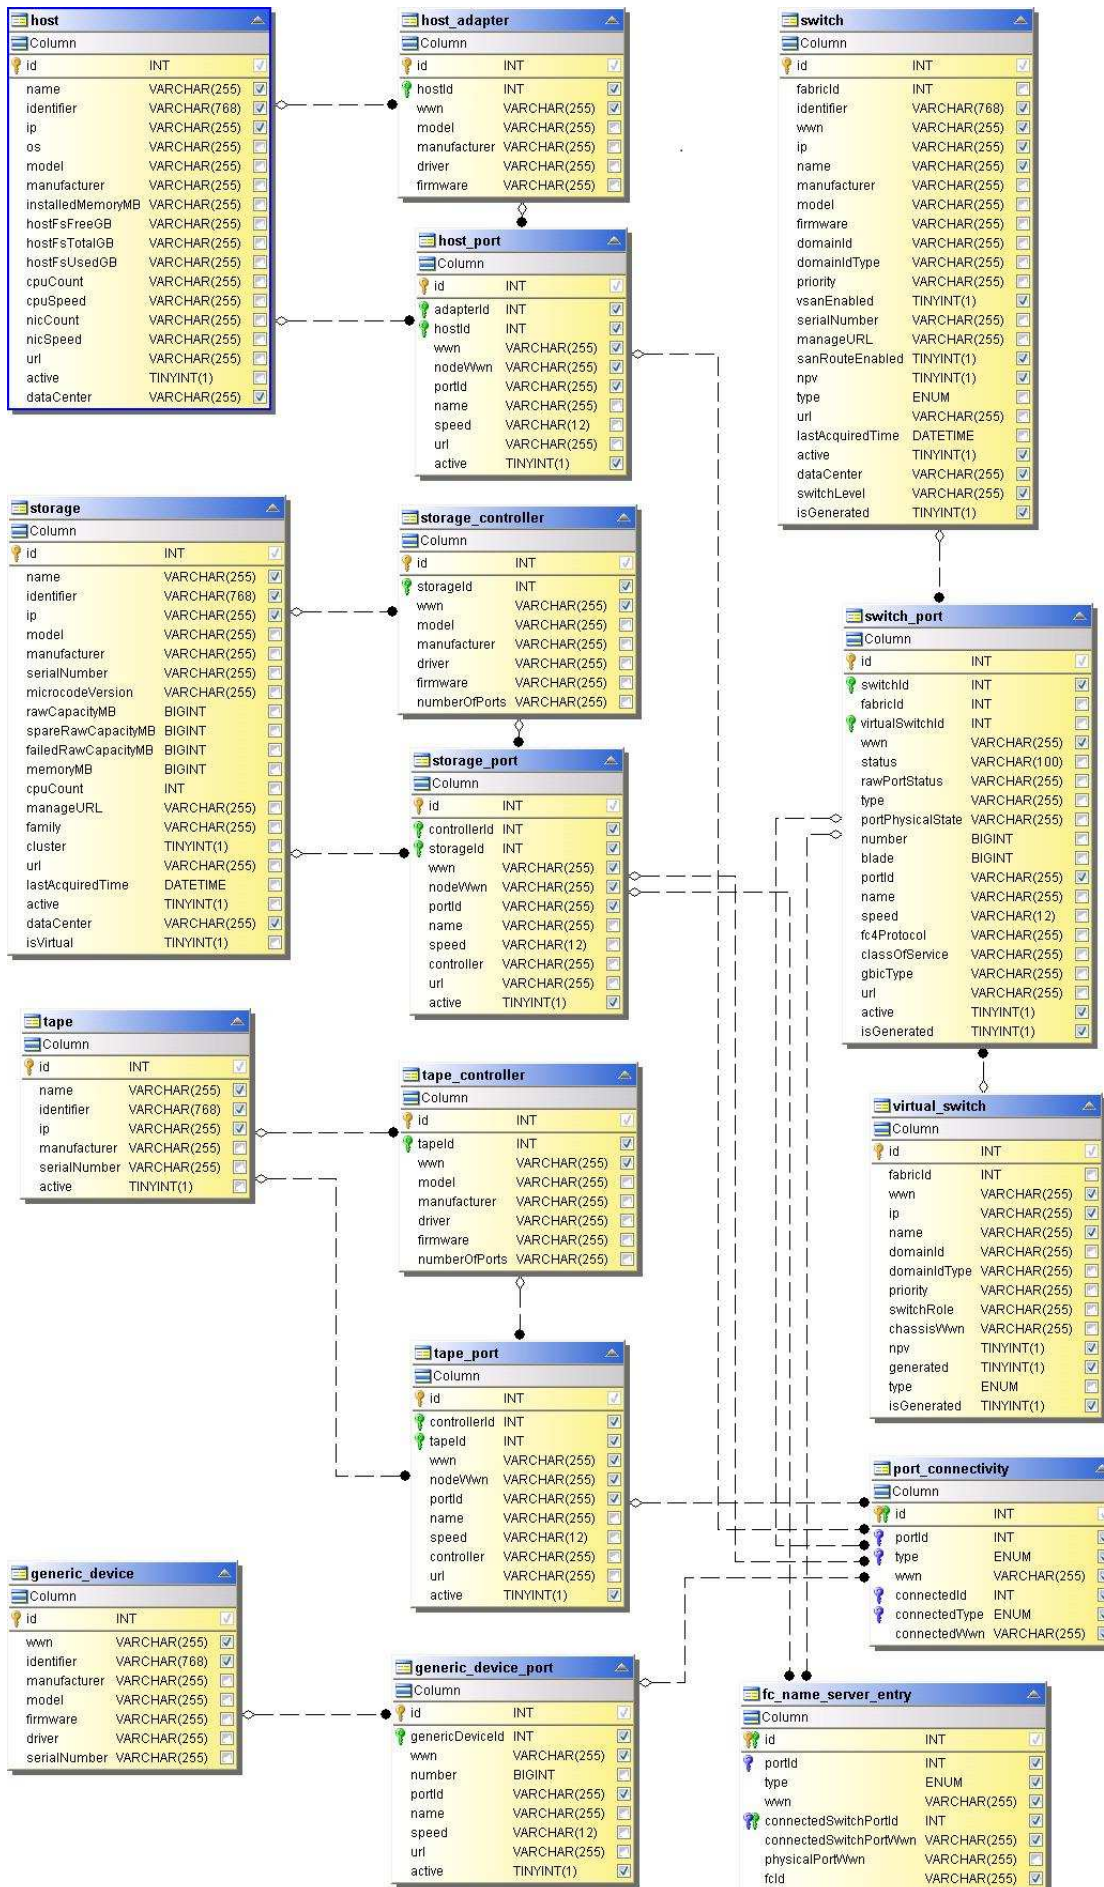 host
Column
id INT
name VARCHAR(255)
identifier VARCHAR(768)
ip VARCHAR(255)
os VARCHAR(255)
model VARCHAR(255)
manufacturer VARCHAR(255)
installedMemoryMB VARCHAR(255)
hostFsFreeGB VARCHAR(255)
hostFsTotalGB VARCHAR(255)
hostFsUsedGB VARCHAR(255)
cpuCount VARCHAR(255)
cpuSpeed VARCHAR(255)
nicCount VARCHAR(255)
nicSpeed VARCHAR(255)
url VARCHAR(255)
active TINYINT(1)
dataCenter VARCHAR(255)
host_adapter
Column
id INT
hostId INT
wwn VARCHAR(255)
model VARCHAR(255)
manufacturer VARCHAR(255)
driver VARCHAR(255)
firmware VARCHAR(255)
host_port
Column
id INT
adapterId INT
hostId INT
wwn VARCHAR(255)
nodeWwn VARCHAR(255)
portId VARCHAR(255)
name VARCHAR(255)
speed VARCHAR(12)
url VARCHAR(255)
active TINYINT(1)
switch
Column
id INT
fabricId INT
identifier VARCHAR(768)
wwn VARCHAR(255)
ip VARCHAR(255)
name VARCHAR(255)
manufacturer VARCHAR(255)
model VARCHAR(255)
firmware VARCHAR(255)
domainId VARCHAR(255)
domainIdType VARCHAR(255)
priority VARCHAR(255)
vsanEnabled TINYINT(1)
serialNumber VARCHAR(255)
manageURL VARCHAR(255)
sanRouteEnabled TINYINT(1)
npv TINYINT(1)
type ENUM
url VARCHAR(255)
lastAcquiredTime DATETIME
active TINYINT(1)
dataCenter VARCHAR(255)
switchLevel VARCHAR(255)
isGenerated TINYINT(1)
storage
Column
id INT
name VARCHAR(255)
identifier VARCHAR(768)
ip VARCHAR(255)
model VARCHAR(255)
manufacturer VARCHAR(255)
serialNumber VARCHAR(255)
microcodeVersion VARCHAR(255)
rawCapacityMB BIGINT
spareRawCapacityMB BIGINT
failedRawCapacityMB BIGINT
memoryMB BIGINT
cpuCount INT
manageURL VARCHAR(255)
family VARCHAR(255)
cluster TINYINT(1)
url VARCHAR(255)
lastAcquiredTime DATETIME
active TINYINT(1)
dataCenter VARCHAR(255)
isVirtual TINYINT(1)
storage_controller
Column
id INT
storageId INT
wwn VARCHAR(255)
model VARCHAR(255)
manufacturer VARCHAR(255)
driver VARCHAR(255)
firmware VARCHAR(255)
numberOfPorts VARCHAR(255)
storage_port
Column
id INT
controllerId INT
storageId INT
wwn VARCHAR(255)
nodeWwn VARCHAR(255)
portId VARCHAR(255)
name VARCHAR(255)
speed VARCHAR(12)
controller VARCHAR(255)
url VARCHAR(255)
active TINYINT(1)
switch_port
Column
id INT
switchId INT
fabricId INT
virtualSwitchId INT
wwn VARCHAR(255)
status VARCHAR(100)
rawPortStatus VARCHAR(255)
type VARCHAR(255)
portPhysicalState VARCHAR(255)
number BIGINT
blade BIGINT
portId VARCHAR(255)
name VARCHAR(255)
speed VARCHAR(12)
fc4Protocol VARCHAR(255)
classOfService VARCHAR(255)
gbicType VARCHAR(255)
url VARCHAR(255)
active TINYINT(1)
isGenerated TINYINT(1)
tape
Column
id INT
name VARCHAR(255)
identifier VARCHAR(768)
ip VARCHAR(255)
manufacturer VARCHAR(255)
serialNumber VARCHAR(255)
active TINYINT(1)
tape_controller
Column
id INT
tapeId INT
wwn VARCHAR(255)
model VARCHAR(255)
manufacturer VARCHAR(255)
driver VARCHAR(255)
firmware VARCHAR(255)
numberOfPorts VARCHAR(255)
virtual_switch
Column
id INT
fabricId INT
wwn VARCHAR(255)
ip VARCHAR(255)
name VARCHAR(255)
domainId VARCHAR(255)
domainIdType VARCHAR(255)
priority VARCHAR(255)
switchRole VARCHAR(255)
chassisWwn VARCHAR(255)
npv TINYINT(1)
generated TINYINT(1)
type ENUM
isGenerated TINYINT(1)
tape_port
Column
id INT
controllerId INT
tapeId INT
wwn VARCHAR(255)
nodeWwn VARCHAR(255)
portId VARCHAR(255)
name VARCHAR(255)
speed VARCHAR(12)
controller VARCHAR(255)
url VARCHAR(255)
active TINYINT(1)
port_connectivity
Column
id INT
portId INT
type ENUM
wwn VARCHAR(255)
connectedId INT
connectedType ENUM
connectedWwn VARCHAR(255)
generic_device
Column
id INT
wwn VARCHAR(255)
identifier VARCHAR(768)
manufacturer VARCHAR(255)
model VARCHAR(255)
firmware VARCHAR(255)
driver VARCHAR(255)
serialNumber VARCHAR(255)
generic_device_port
Column
id INT
genericDeviceId INT
wwn VARCHAR(255)
number BIGINT
portId VARCHAR(255)
name VARCHAR(255)
speed VARCHAR(12)
url VARCHAR(255)
active TINYINT(1)
fc_name_server_entry
Column
id INT
portId INT
type ENUM
wwn VARCHAR(255)
connectedSwitchPortId INT
connectedSwitchPortWwn VARCHAR(255)
physicalPortWwn VARCHAR(255)
fcId VARCHAR(255)